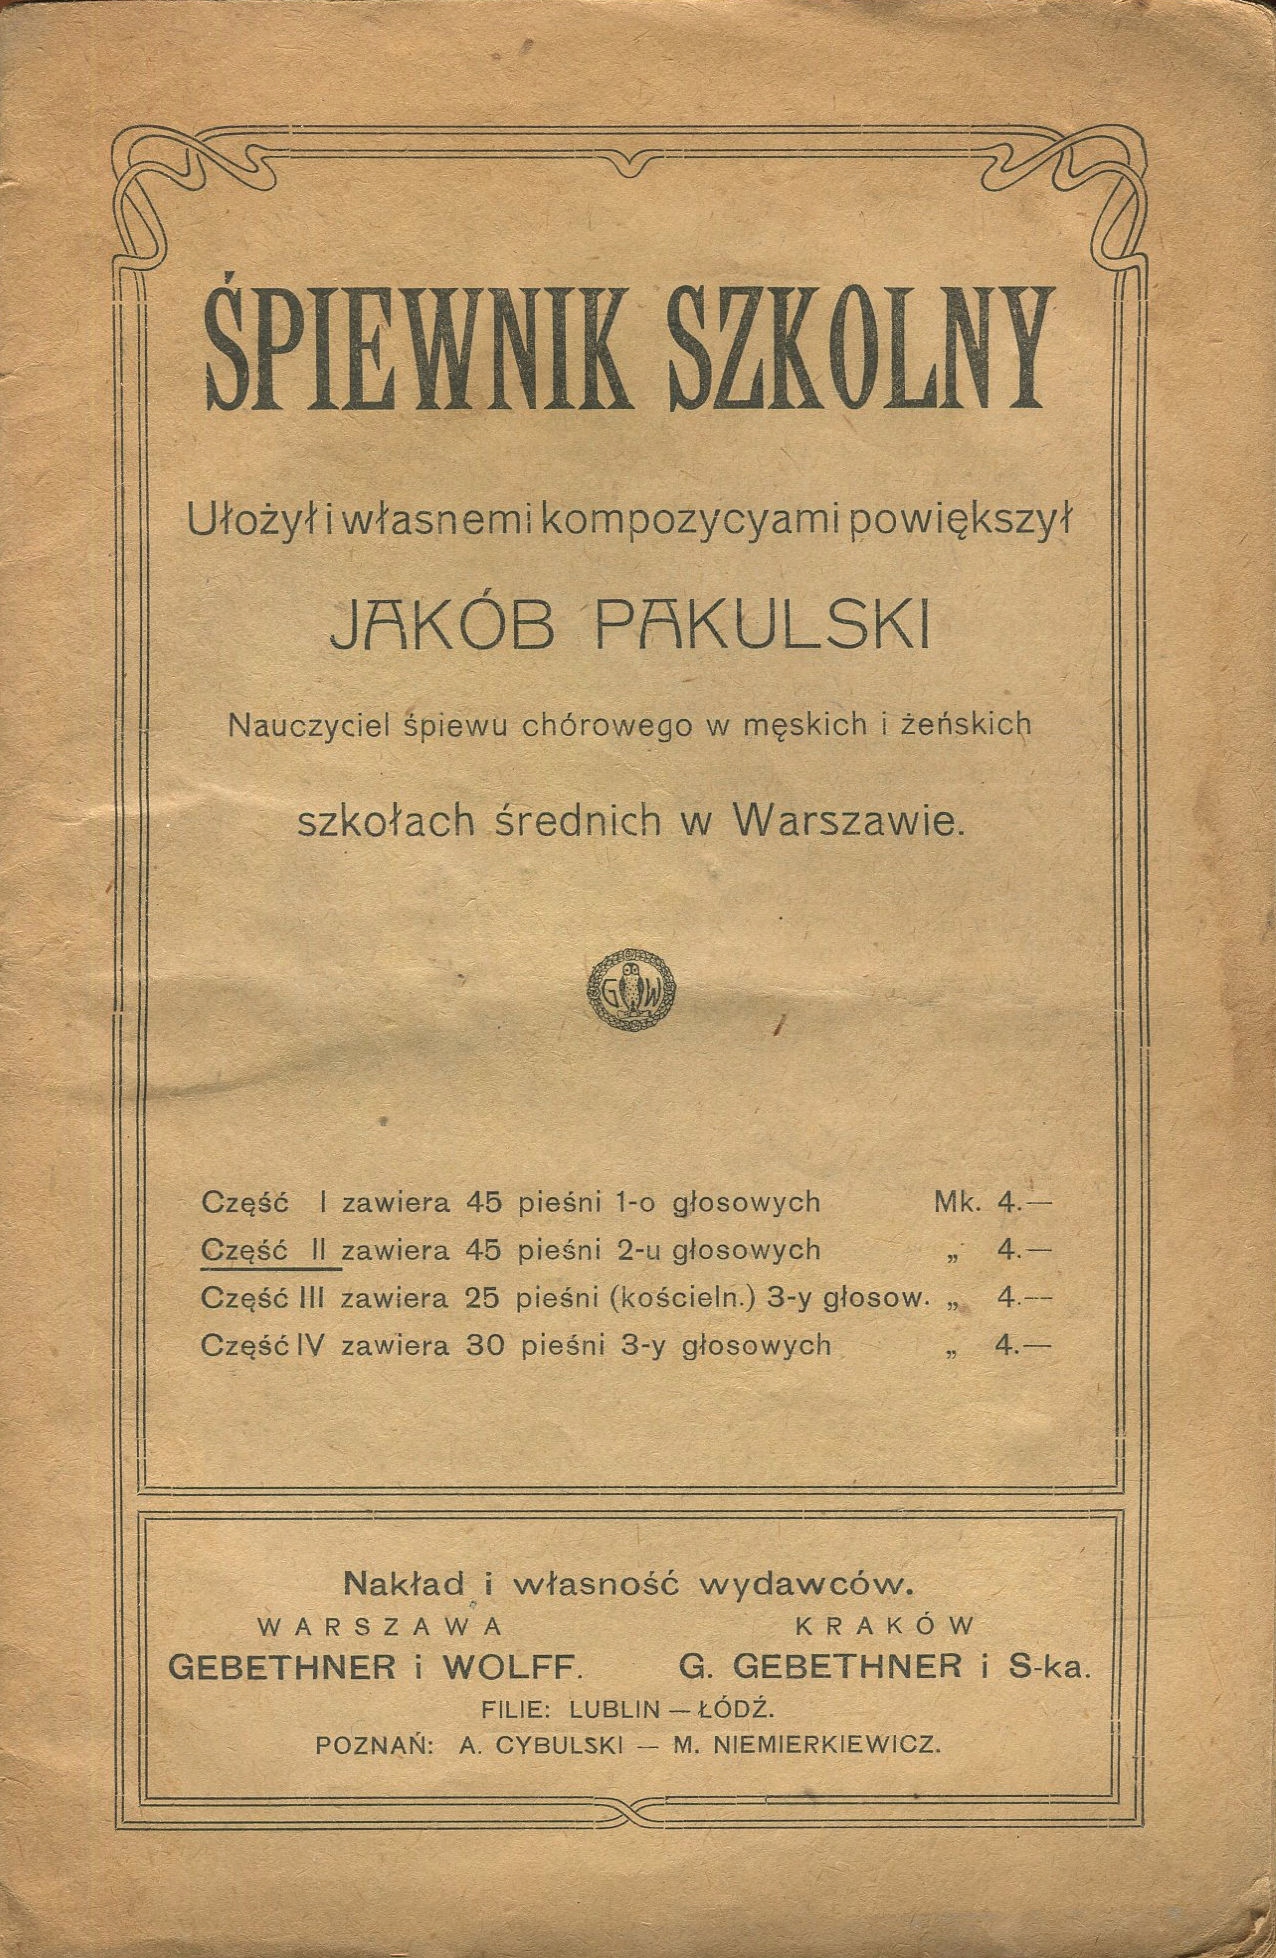 ŚPIEWNIK SZKOLNY
Ułożył i własnemi kompozycyami powiększył
JAKÓB PAKULSKI
Nauczyciel śpiewu chórowego w męskich i żeńskich
szkołach średnich w Warszawie.
G W
Część I zawiera 45 pieśni 1-o głosowych Mk. 4.—
Część II zawiera 45 pieśni 2-u głosowych „ 4.—
Część III zawiera 25 pieśni (kościeln.) 3-y głosow. „ 4.—
Część IV zawiera 30 pieśni 3-y głosowych „ 4.—
Nakład i własność wydawców.
WARSZAWA KRAKÓW
GEBETHNER i WOLFF. G. GEBETHNER i S-ka.
FILIE: LUBLIN — ŁÓDŹ.
POZNAŃ: A. CYBULSKI — M. NIEMIERKIEWICZ.